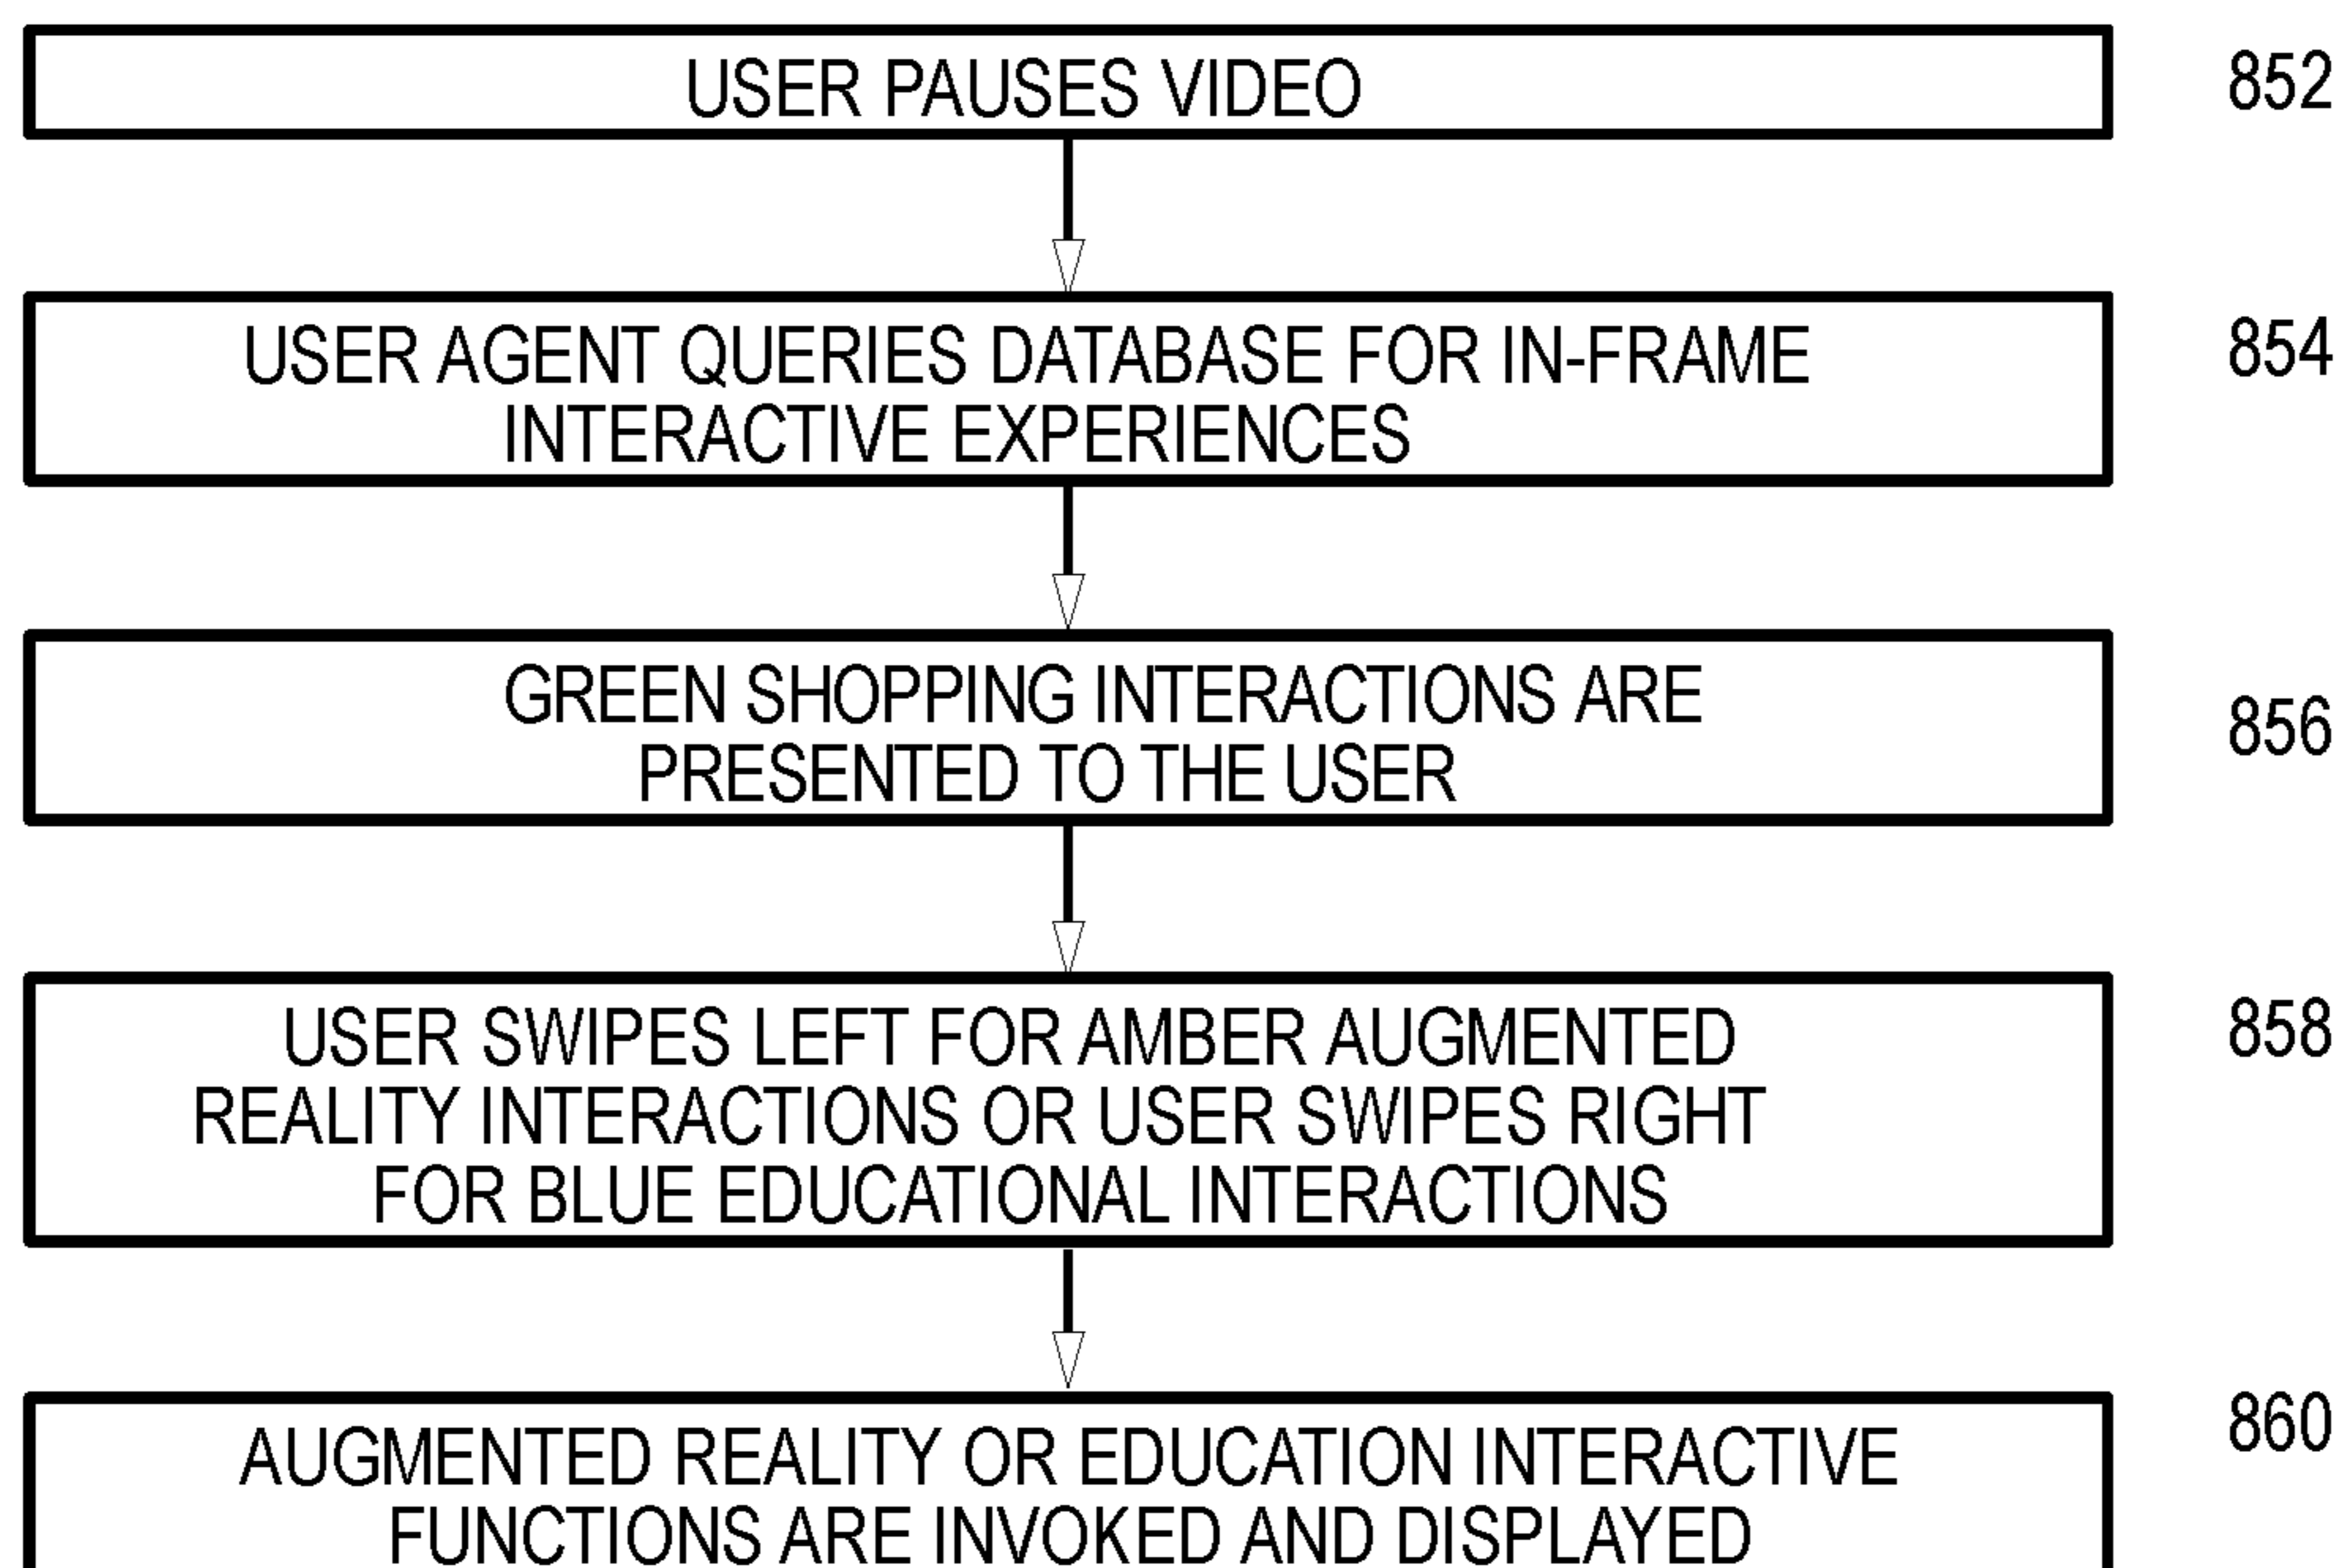 USER PAUSES VIDEO
852
USER AGENT QUERIES DATABASE FOR IN-FRAME
INTERACTIVE EXPERIENCES
854
GREEN SHOPPING INTERACTIONS ARE
PRESENTED TO THE USER
856
USER SWIPES LEFT FOR AMBER AUGMENTED
REALITY INTERACTIONS OR USER SWIPES RIGHT
FOR BLUE EDUCATIONAL INTERACTIONS
858
AUGMENTED REALITY OR EDUCATION INTERACTIVE
FUNCTIONS ARE INVOKED AND DISPLAYED
860